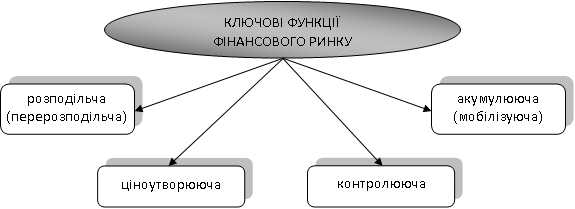 КЛЮЧОВІ ФУНКЦІЇ
ФІНАНСОВОГО РИНКУ
розподільча
(перерозподільча)
акумулююча
(мобілізуюча)
ціноутворююча
контролююча